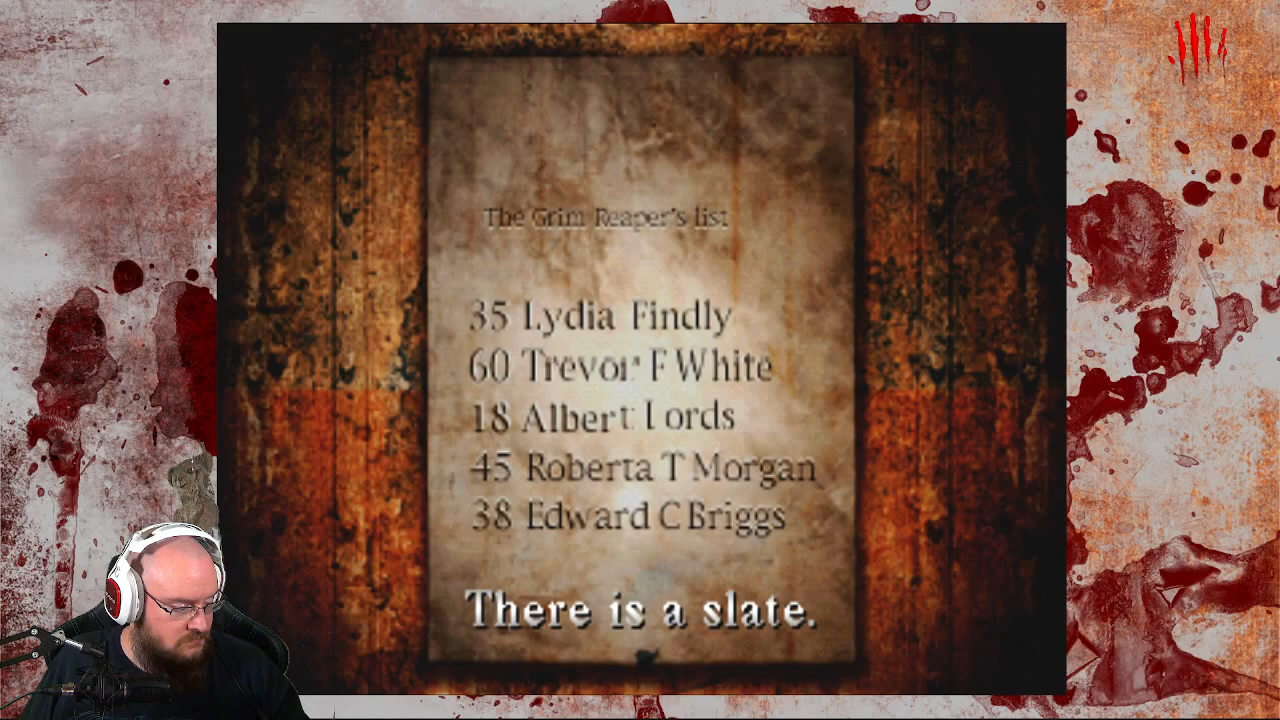 The Grim Reaper's list
35 Lydia Findly
60 Trevor F White
18 Albert Lords
45 Roberta T Morgan
38 Edward C Briggs
There is a slate.